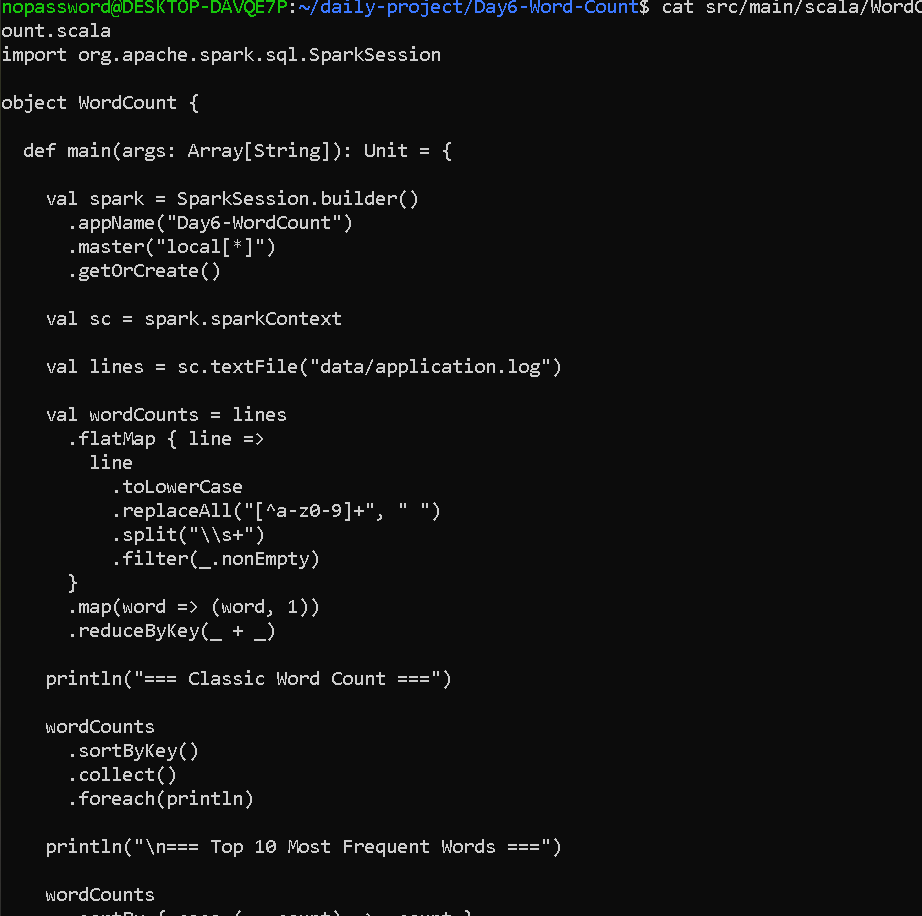 nopassword@DESKTOP-DAVQE7P:~/daily-project/Day6-Word-Count$ cat src/main/scala/WordC
ount.scala
import org.apache.spark.sql.SparkSession
object WordCount {
def main(args: Array[String]): Unit = {
val spark = SparkSession.builder()
.appName("Day6-WordCount")
.master("local[*]")
.getOrCreate()
val sc = spark.sparkContext
val lines = sc.textFile("data/application.log")
val wordCounts = lines
.flatMap { line =>
line
.toLowerCase
.replaceAll("[^a-z0-9]+", " ")
.split("\\s+")
.filter(_.nonEmpty)
}
.map(word => (word, 1))
.reduceByKey(_ + _)
println("=== Classic Word Count ===")
wordCounts
.sortByKey()
.collect()
.foreach(println)
println("\n=== Top 10 Most Frequent Words ===")
wordCounts